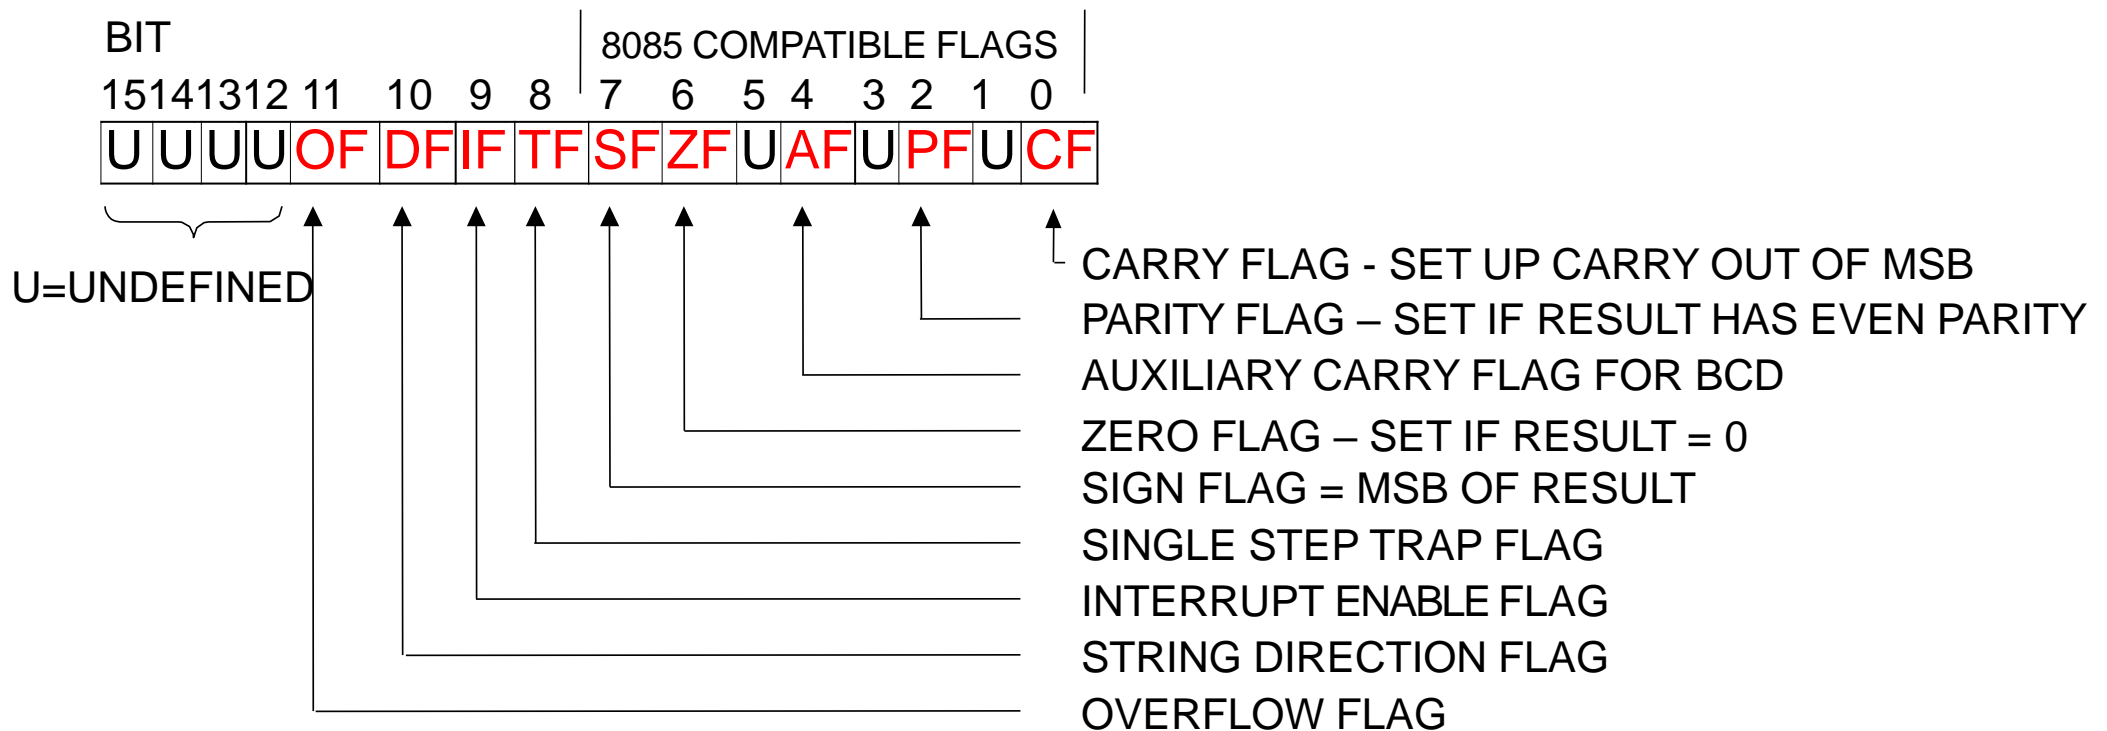 BIT
8085 COMPATIBLE FLAGS
15 14 13 12 11 10 9 8 7 6 5 4 3 2 1 0
U U U U OF DF IF TF SF ZF U AF U PF U CF
U=UNDEFINED
CARRY FLAG - SET UP CARRY OUT OF MSB
PARITY FLAG – SET IF RESULT HAS EVEN PARITY
AUXILIARY CARRY FLAG FOR BCD
ZERO FLAG – SET IF RESULT = 0
SIGN FLAG = MSB OF RESULT
SINGLE STEP TRAP FLAG
INTERRUPT ENABLE FLAG
STRING DIRECTION FLAG
OVERFLOW FLAG